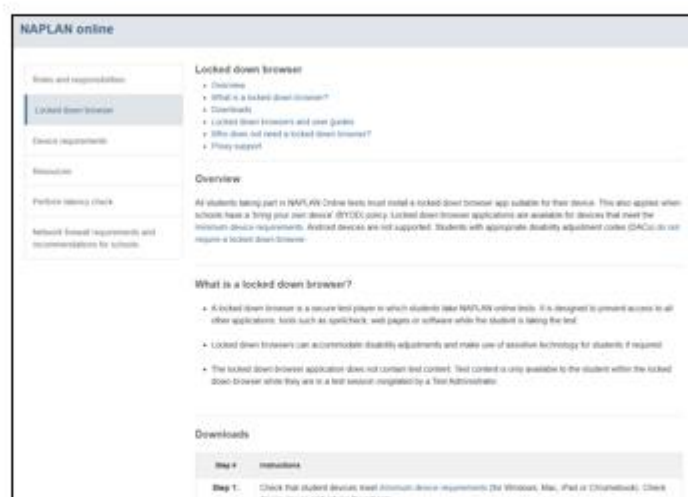 NAPLAN online
Roles and responsibilities
Locked down browser
Device requirements
Resources
Perform latency check
Network firewall requirements and
recommendations for schools
Locked down browser
• Overview
• What is a locked down browser?
• Downloads
• Locked down browsers and user guides
• Who does not need a locked down browser?
• Proxy support
Overview
All students taking part in NAPLAN Online tests must install a locked down browser app suitable for their device. This also applies when
schools have a 'bring your own device' (BYOD) policy. Locked down browser applications are available for devices that meet the
minimum device requirements. Android devices are not supported. Students with appropriate disability adjustment codes (DACs) do not
require a locked down browser.
What is a locked down browser?
• A locked down browser is a secure test player in which students take NAPLAN online tests. It is designed to prevent access to all
other applications, tools such as spellcheck, web pages or software while the student is taking the test.
• Locked down browsers can accommodate disability adjustments and make use of assistive technology for students if required.
• The locked down browser application does not contain test content. Test content is only available to the student within the locked
down browser while they are in a test session negotiated by a Test Administrator.
Downloads
Step # Instructions
Step 1: Check that student devices meet minimum device requirements (for Windows, Mac, iPad or Chromebook). Check